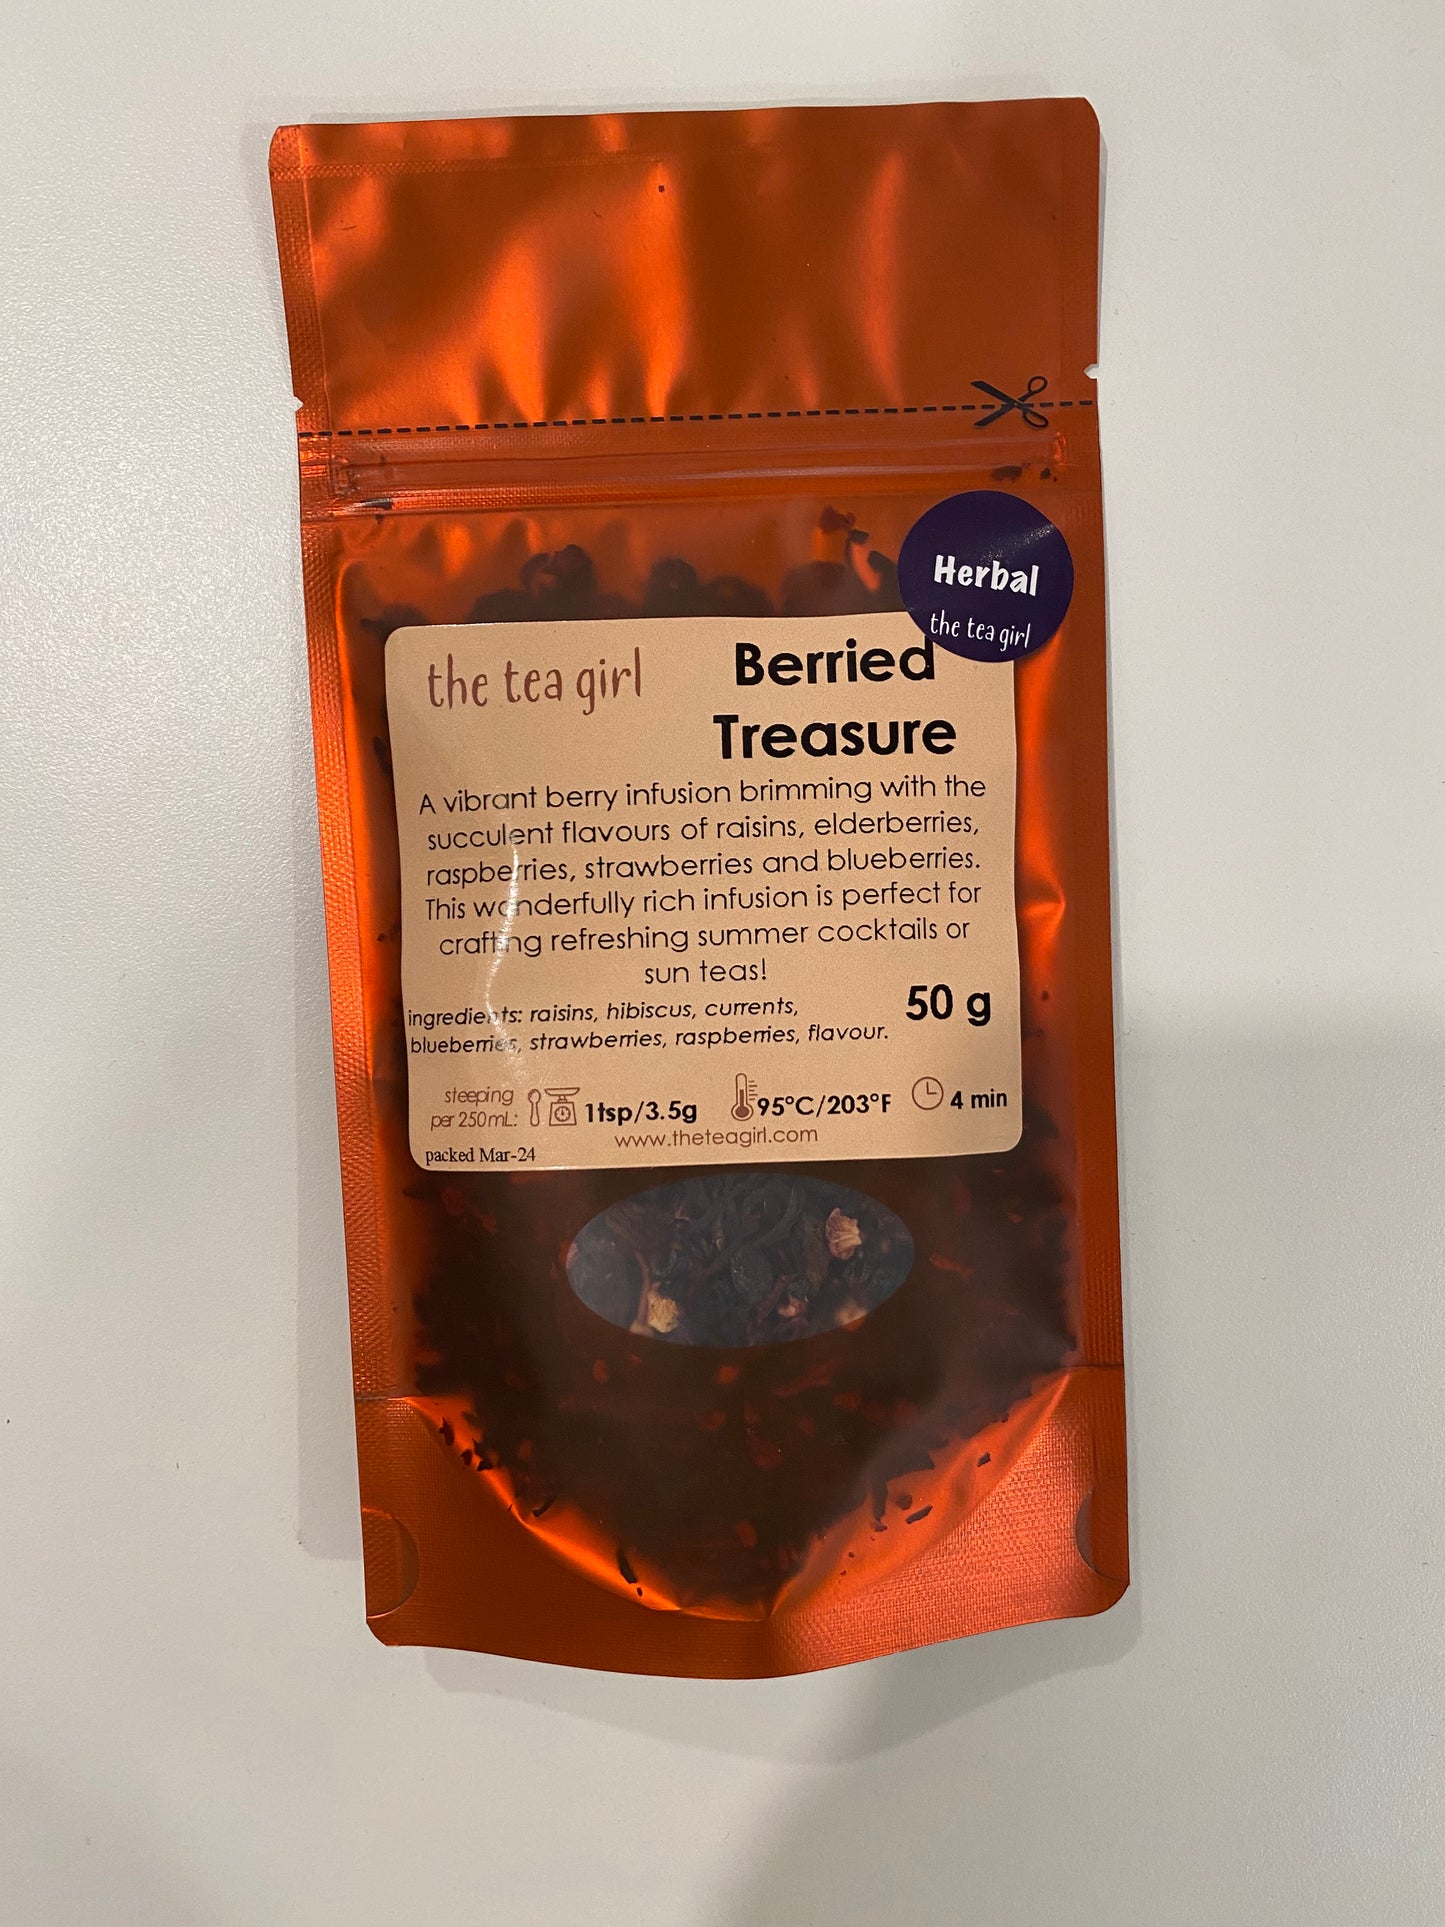 Herbal
the tea girl
the tea girl
Berried
Treasure
A vibrant berry infusion brimming with the
succulent flavours of raisins, elderberries,
raspberries, strawberries and blueberries.
This wonderfully rich infusion is perfect for
crafting refreshing summer cocktails or
sun teas!
ingredients: raisins, hibiscus, currents,
blueberries, strawberries, raspberries, flavour.
50 g
steeping
per 250mL:
1tsp/3.5g
95°C/203°F
4 min
www.theteagirl.com
packed Mar-24